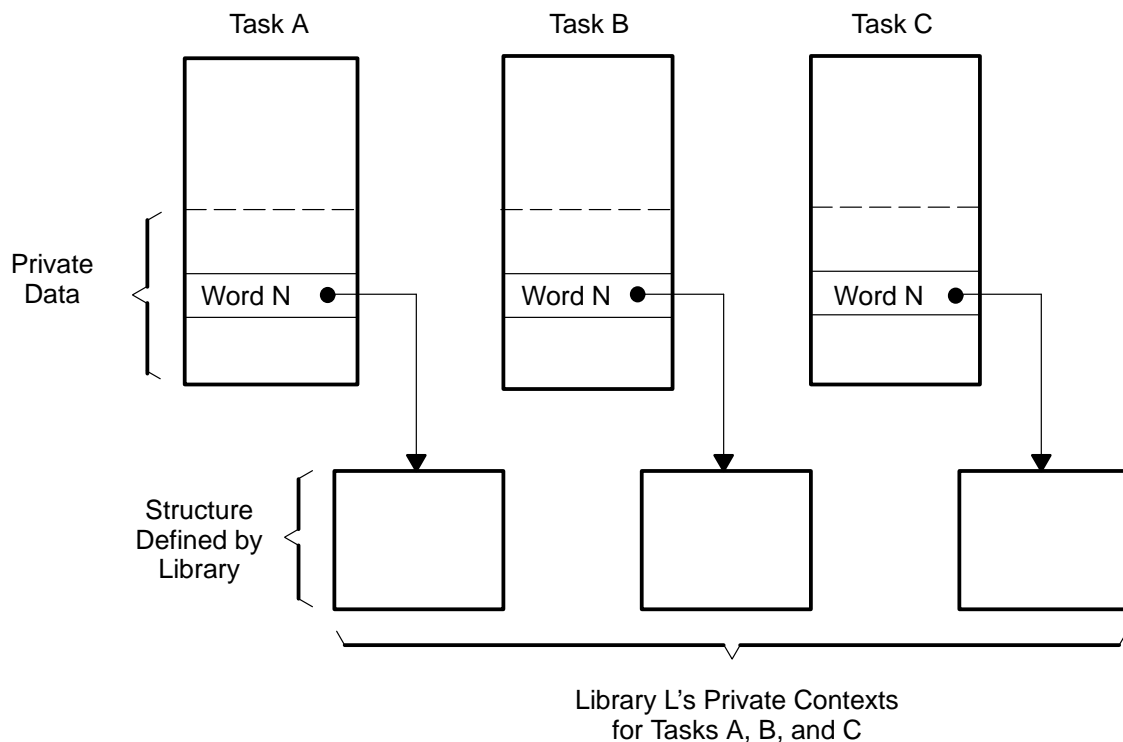 Task A
Task B
Task C
Private
Data
Word N
Word N
Word N
Structure
Defined by
Library
Library L's Private Contexts
for Tasks A, B, and C